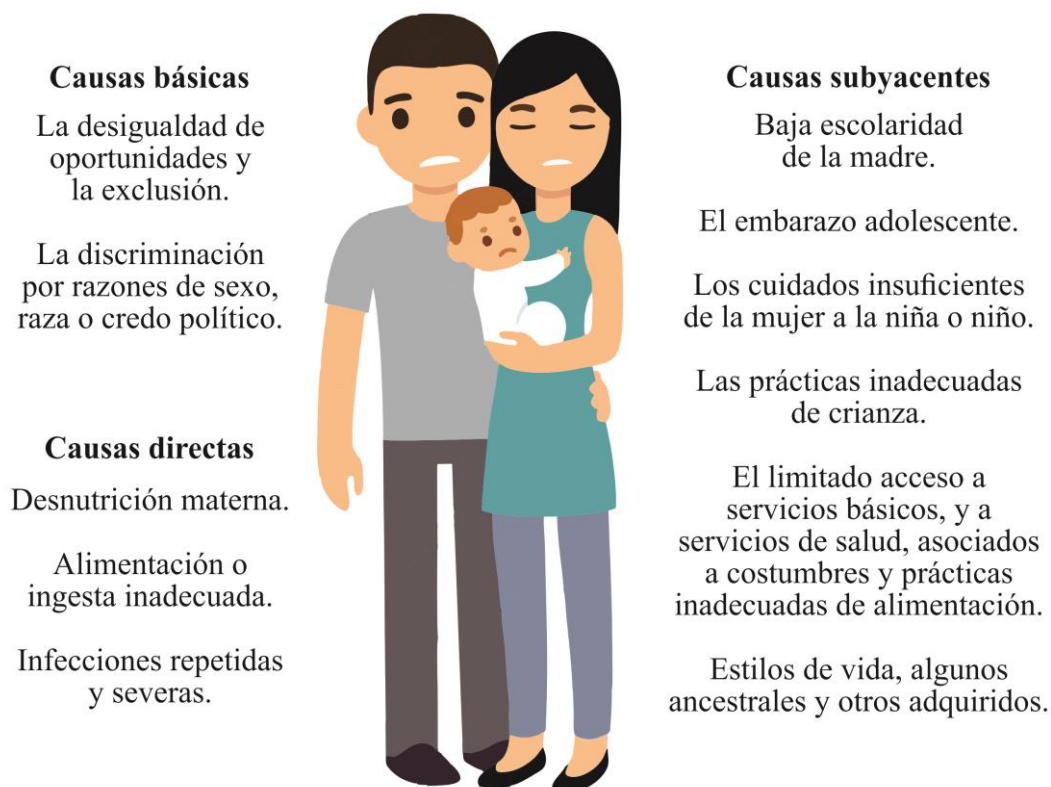 Causas básicas
La desigualdad de
oportunidades y
la exclusión.
La discriminación
por razones de sexo,
raza o credo político.
Causas directas
Desnutrición materna.
Alimentación o
ingesta inadecuada.
Infecciones repetidas
y severas.
Causas subyacentes
Baja escolaridad
de la madre.
El embarazo adolescente.
Los cuidados insuficientes
de la mujer a la niña o niño.
Las prácticas inadecuadas
de crianza.
El limitado acceso a
servicios básicos, y a
servicios de salud, asociados
a costumbres y prácticas
inadecuadas de alimentación.
Estilos de vida, algunos
ancestrales y otros adquiridos.